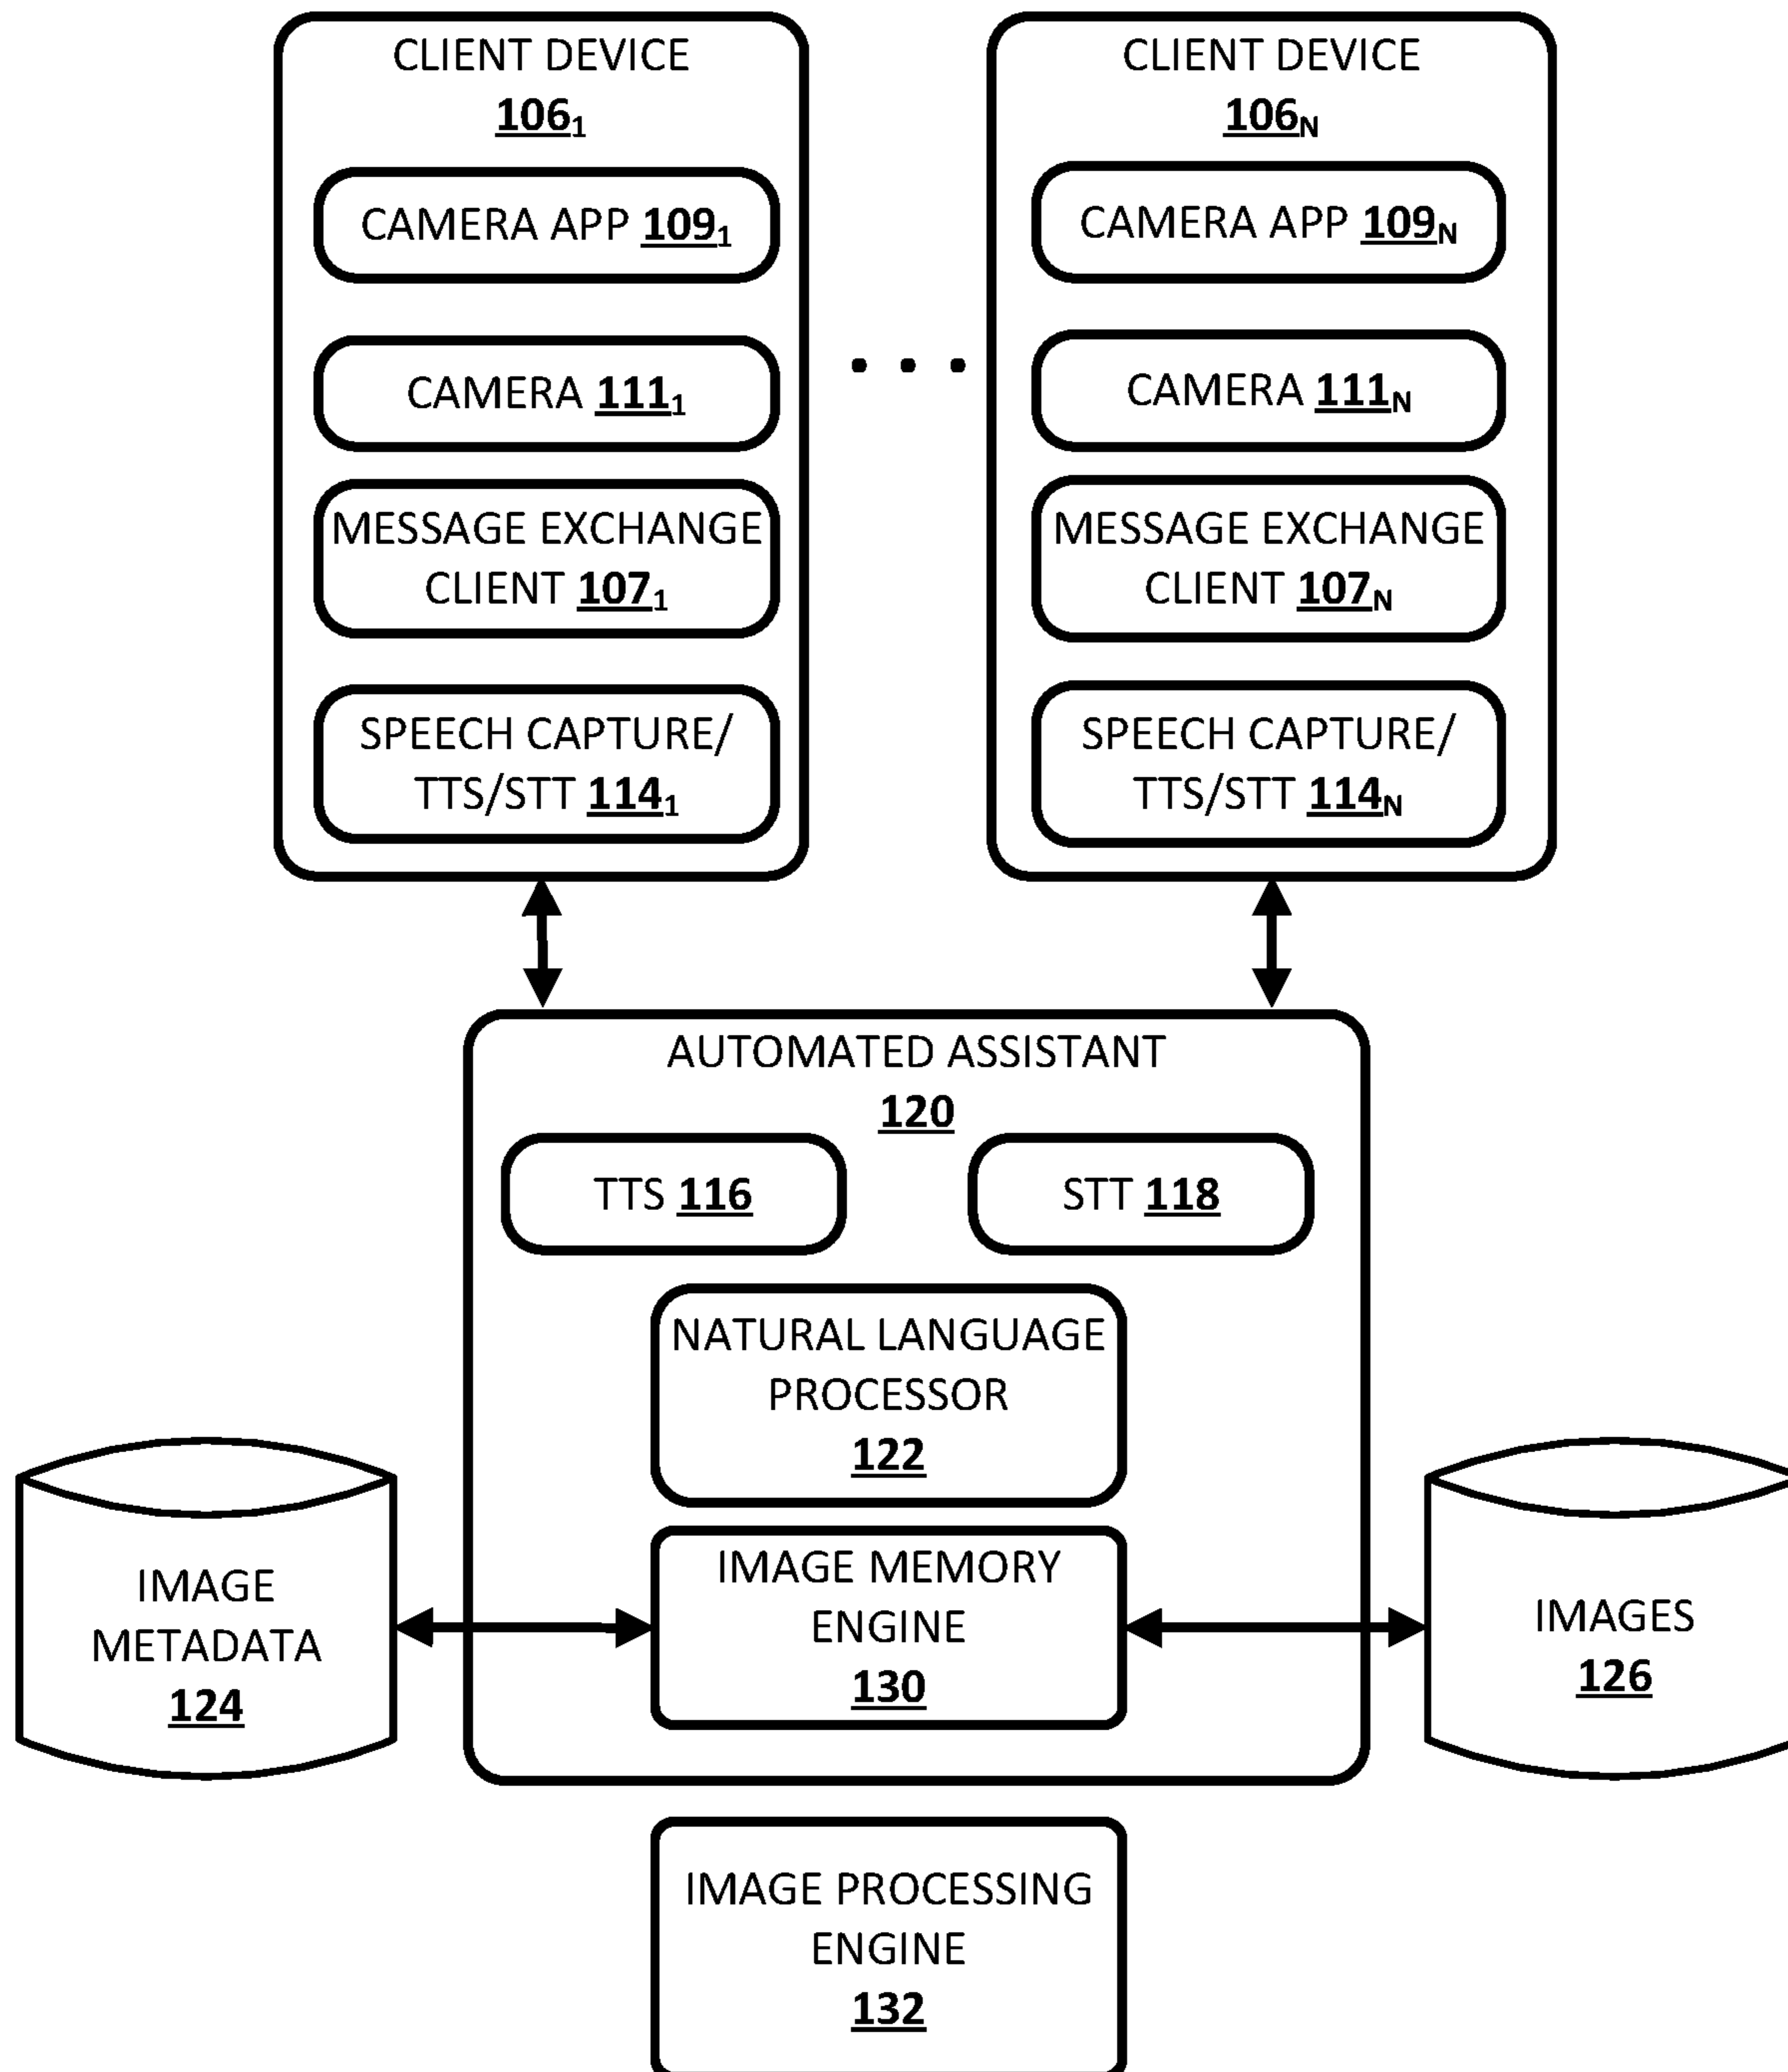 CLIENT DEVICE
106₁
CAMERA APP 109₁
CAMERA 111₁
MESSAGE EXCHANGE
CLIENT 107₁
SPEECH CAPTURE/
TTS/STT 114₁
. . .
CLIENT DEVICE
106N
CAMERA APP 109N
CAMERA 111N
MESSAGE EXCHANGE
CLIENT 107N
SPEECH CAPTURE/
TTS/STT 114N
AUTOMATED ASSISTANT
120
TTS 116
STT 118
NATURAL LANGUAGE
PROCESSOR
122
IMAGE
METADATA
124
IMAGE MEMORY
ENGINE
130
IMAGES
126
IMAGE PROCESSING
ENGINE
132